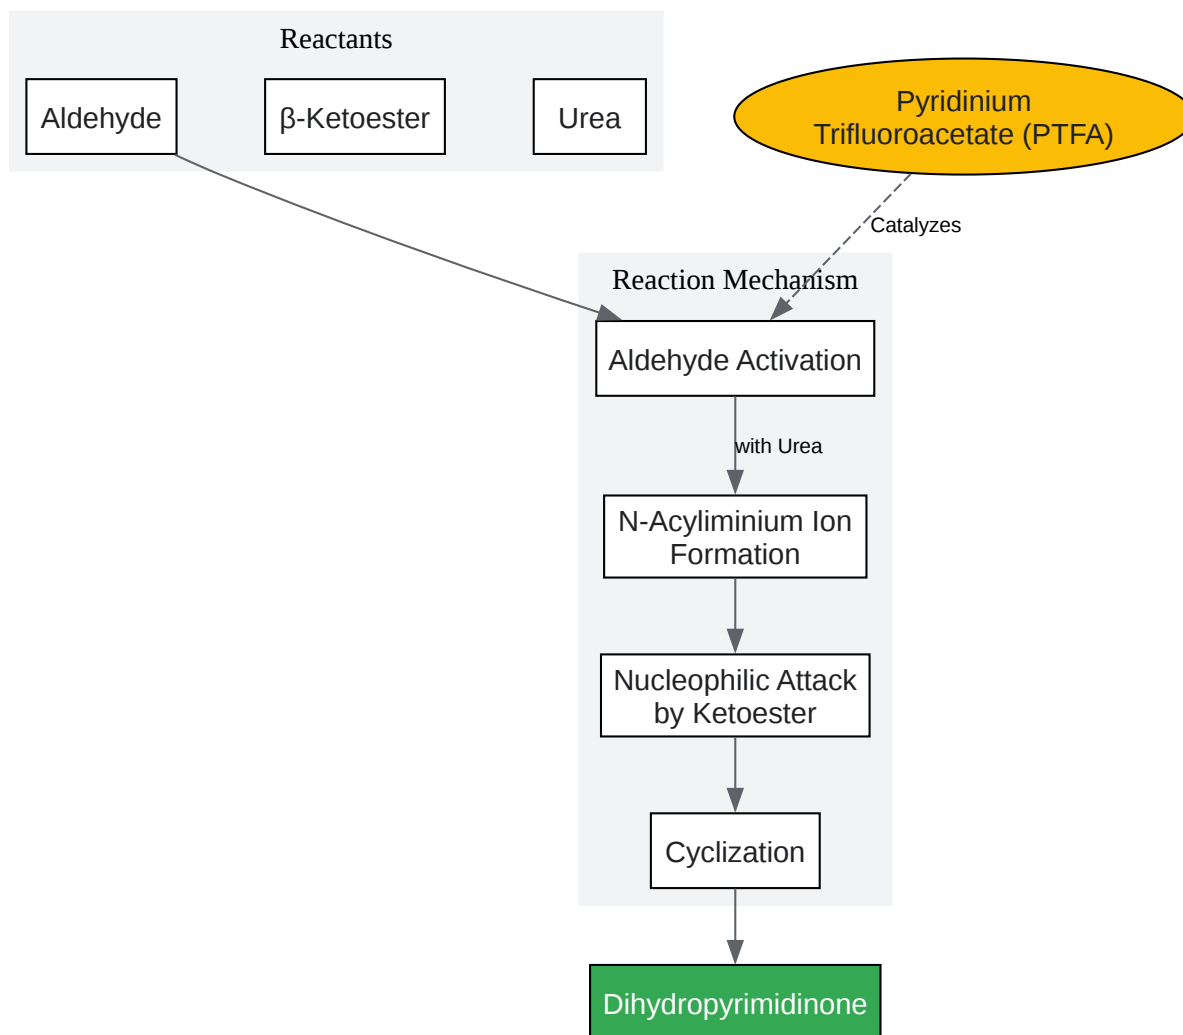 Reactants
Aldehyde
β-Ketoester
Urea
Pyridinium
Trifluoroacetate (PTFA)
Catalyzes
Reaction Mechanism
Aldehyde Activation
with Urea
N-Acyliminium Ion
Formation
Nucleophilic Attack
by Ketoester
Cyclization
Dihydropyrimidinone